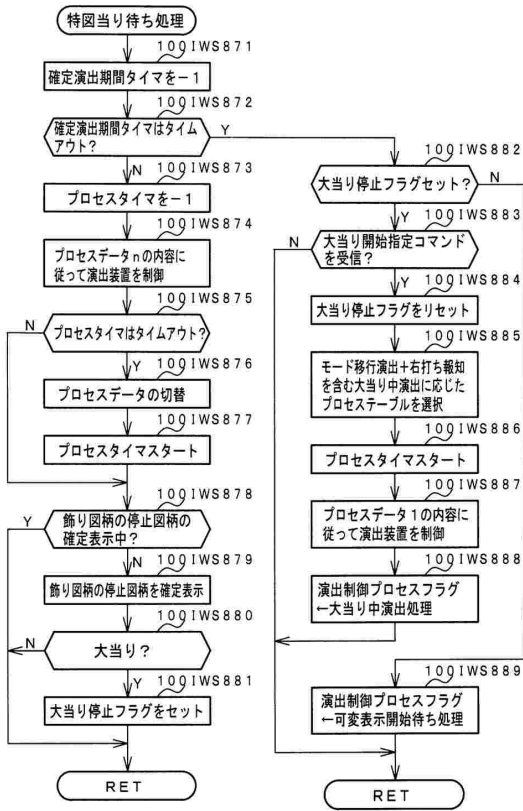 特図当り待ち処理
100IWS871
確定演出期間タイマを－1
100IWS872
確定演出期間タイマはタイム
アウト？
Y
N
100IWS873
プロセスタイマを－1
100IWS874
プロセスデータnの内容に
従って演出装置を制御
100IWS875
N
プロセスタイマはタイムアウト？
Y
100IWS876
プロセスデータの切替
100IWS877
プロセスタイマスタート
100IWS878
Y
飾り図柄の停止図柄の
確定表示中？
N
100IWS879
飾り図柄の停止図柄を確定表示
100IWS880
N
大当り？
Y
100IWS881
大当り停止フラグをセット
RET
100IWS882
大当り停止フラグセット？
N
Y
100IWS883
N
大当り開始指定コマンド
を受信？
Y
100IWS884
大当り停止フラグをリセット
100IWS885
モード移行演出＋右打ち報知
を含む大当り中演出に応じた
プロセステーブルを選択
100IWS886
プロセスタイマスタート
100IWS887
プロセスデータ1の内容に
従って演出装置を制御
100IWS888
演出制御プロセスフラグ
←大当り中演出処理
100IWS889
演出制御プロセスフラグ
←可変表示開始待ち処理
RET